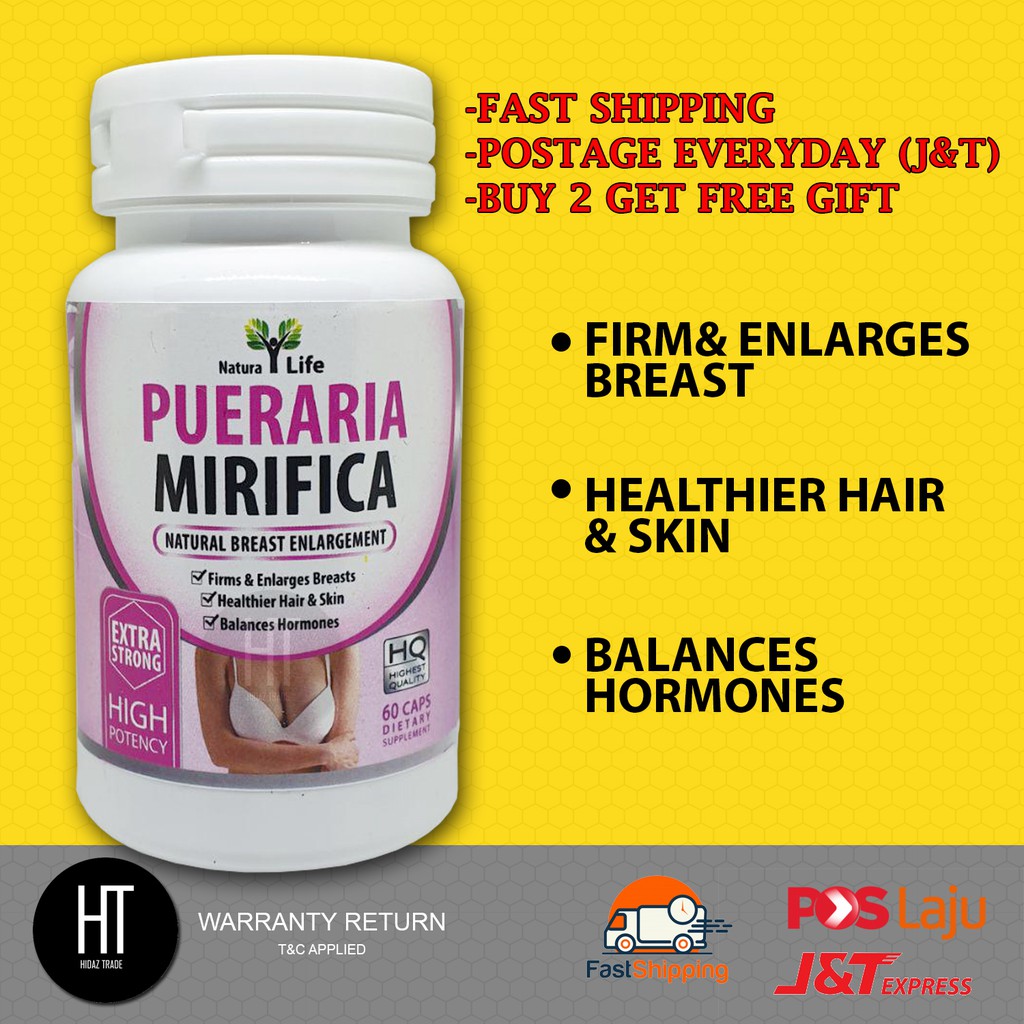 -FAST SHIPPING
-POSTAGE EVERYDAY (J&T)
-BUY 2 GET FREE GIFT
Natura Life
PUERARIA
MIRIFICA
NATURAL BREAST ENLARGEMENT
Firms & Enlarges Breasts
Healthier Hair & Skin
Balances Hormones
EXTRA
STRONG
HIGH
POTENCY
HQ
HIGHEST
QUALITY
60 CAPS
DIETARY
SUPPLEMENT
• FIRM& ENLARGES
BREAST
• HEALTHIER HAIR
& SKIN
• BALANCES
HORMONES
HT
HIDAZ TRADE
WARRANTY RETURN
T&C APPLIED
FastShipping
POS Laju
J&T EXPRESS